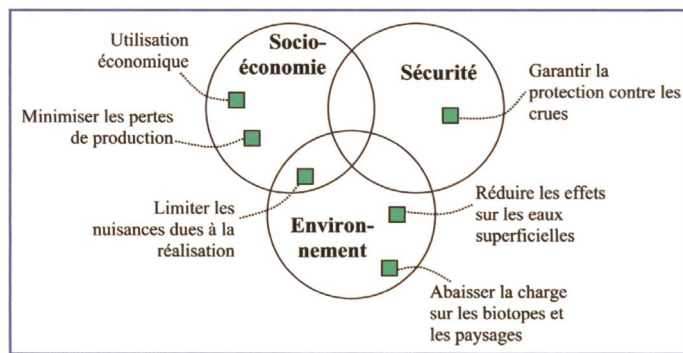 Utilisation
économique
Socio-
économie
Sécurité
Garantir la
protection contre les
crues
Minimiser les pertes
de production
Limiter les
nuisances dues à la
réalisation
Environ-
nement
Réduire les effets
sur les eaux
superficielles
Abaisser la charge
sur les biotopes et
les paysages